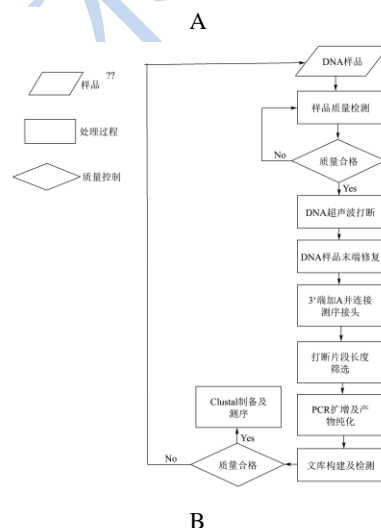 A
DNA样品
样品
??
样品质量检测
处理过程
No
质量合格
质量控制
Yes
DNA超声波打断
DNA样品末端修复
3'端加A并连接
测序接头
打断片段长度
筛选
Clustal制备及
测序
PCR扩增及产
物纯化
Yes
No
质量合格
文库构建及检测
B